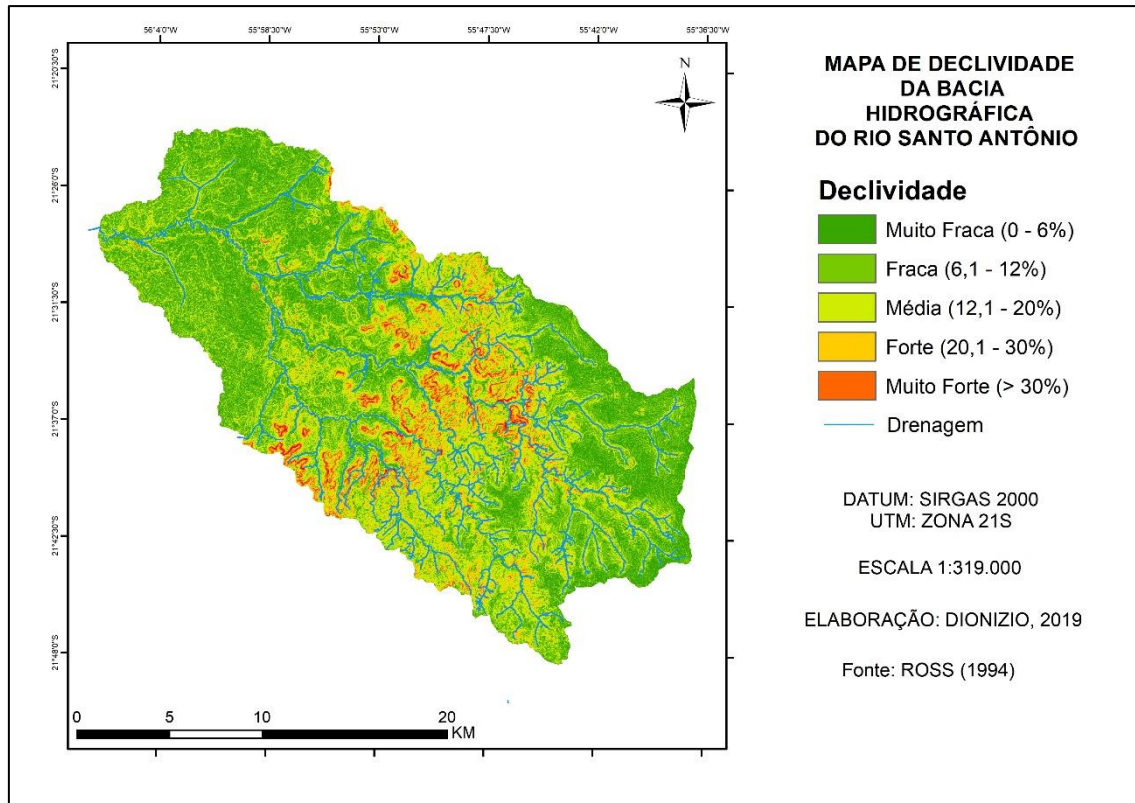 56°4'0"W
55°58'30"W
55°53'0"W
55°47'30"W
55°42'0"W
55°36'30"W
21°20'30"S
21°26'0"S
21°31'30"S
21°37'0"S
21°42'30"S
21°48'0"S
N
0 5 10 20
KM
MAPA DE DECLIVIDADE
DA BACIA
HIDROGRÁFICA
DO RIO SANTO ANTÔNIO
Declividade
Muito Fraca (0 - 6%)
Fraca (6,1 - 12%)
Média (12,1 - 20%)
Forte (20,1 - 30%)
Muito Forte (> 30%)
Drenagem
DATUM: SIRGAS 2000
UTM: ZONA 21S
ESCALA 1:319.000
ELABORAÇÃO: DIONIZIO, 2019
Fonte: ROSS (1994)